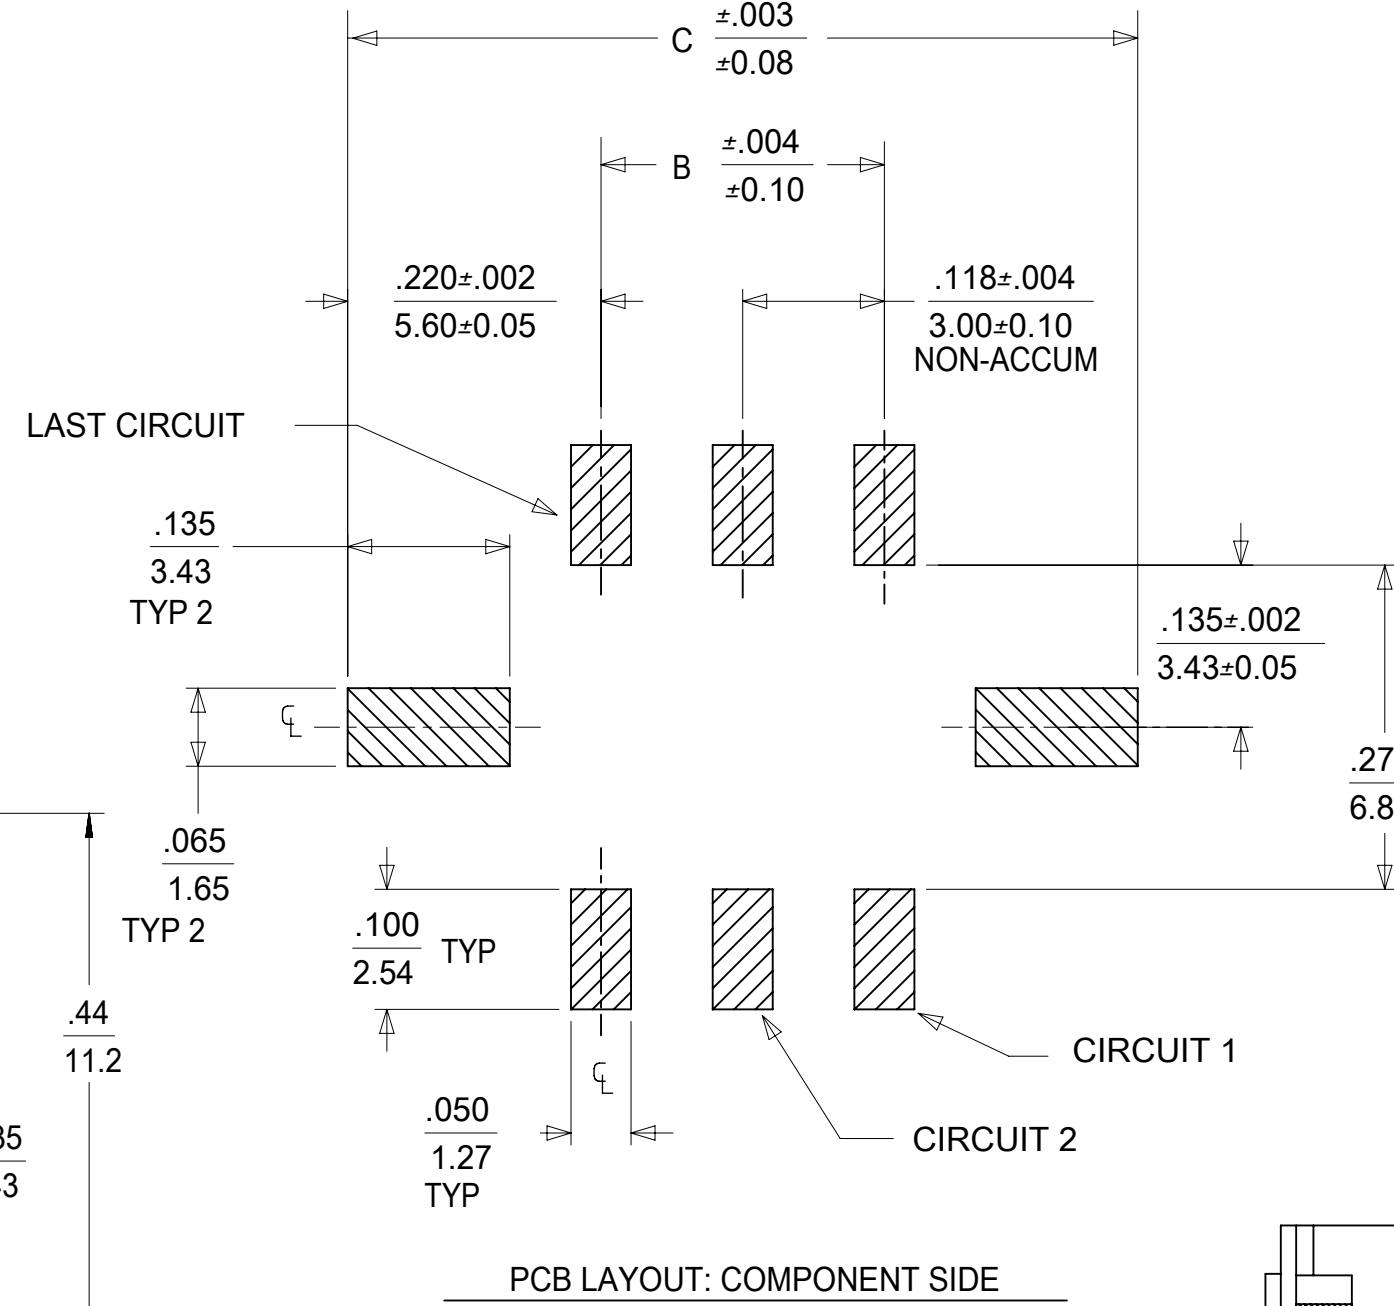 C ±.003
±0.08
B ±.004
±0.10
.220±.002
5.60±0.05
.118±.004
3.00±0.10
NON-ACCUM
LAST CIRCUIT
.135
3.43
TYP 2
.135±.002
3.43±0.05
℄
.27
6.8
.065
1.65
TYP 2
.100
2.54
TYP
.44
11.2
℄
CIRCUIT 1
.050
1.27
TYP
CIRCUIT 2
PCB LAYOUT: COMPONENT SIDE